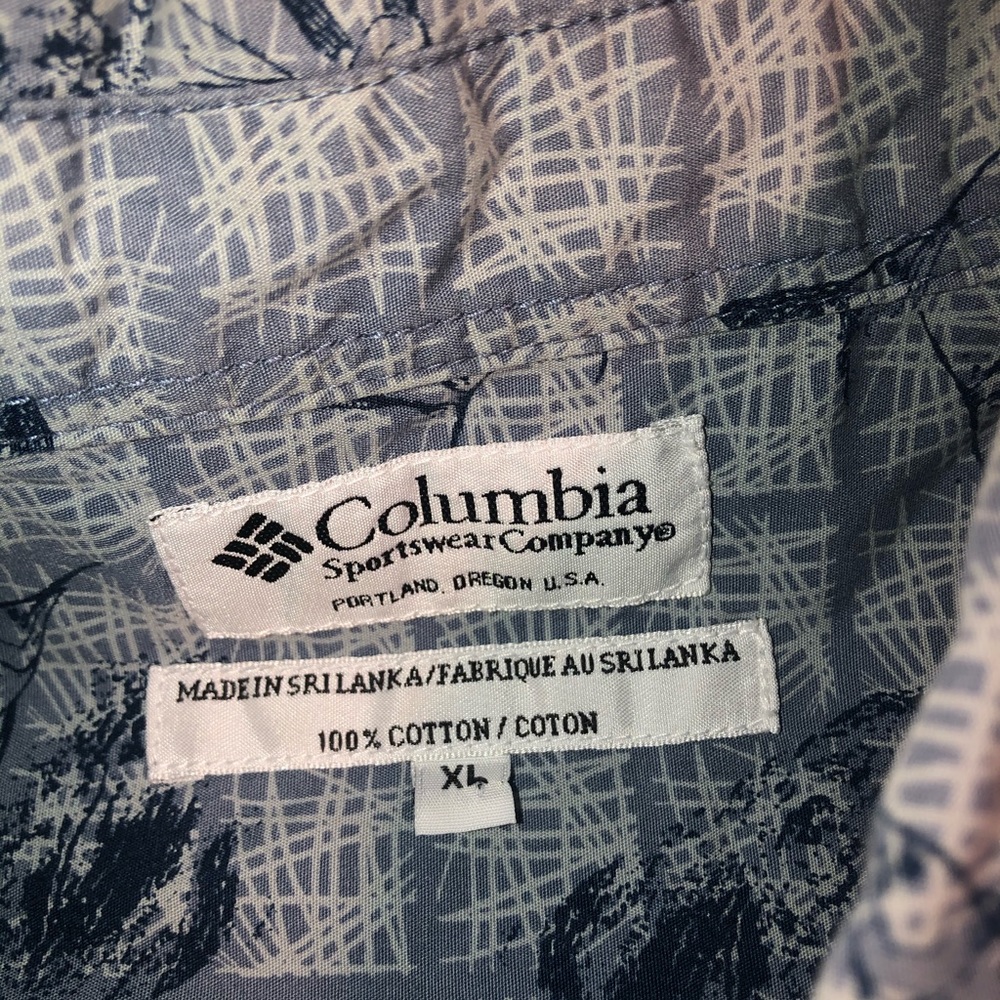 Columbia
Sportswear Company®
PORTLAND, OREGON U.S.A.
MADE IN SRI LANKA/FABRIQUE AU SRI LANKA
100% COTTON / COTON
XL